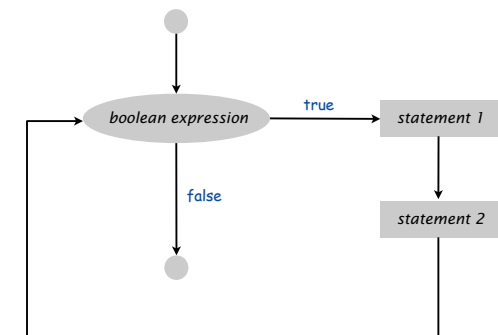 boolean expression
true
statement 1
false
statement 2